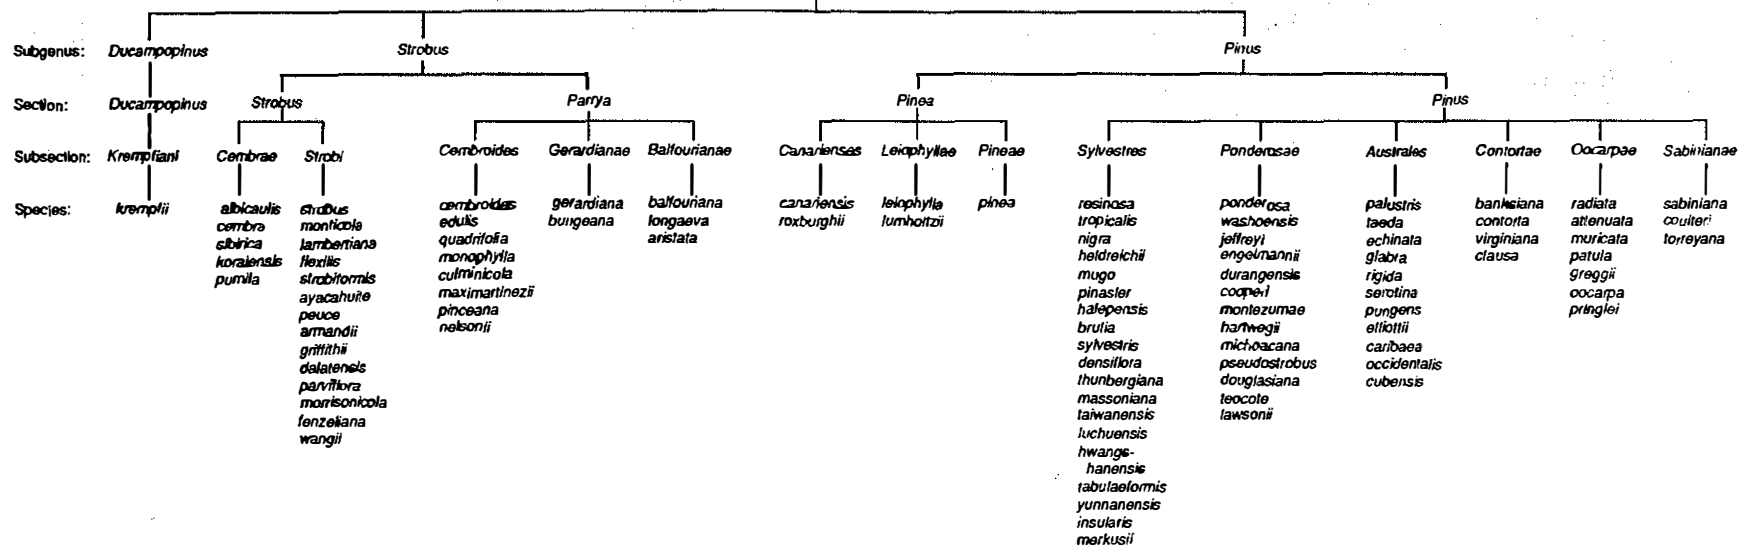 Subgenus: Ducampopinus Strobus Pinus
Section: Ducampopinus Strobus Parrya Pinea Pinus
Subsection: Krempfiani Cembrae Strobi Cembroides Gerardianae Balfourianae Canarienses Leiophyllae Pineae Sylvestres Ponderosae Australes Contortae Oocarpae Sabinianae
Species: krempfii albicaulis strobus cembroides gerardiana balfouriana canariensis leiophylla pinea resinosa ponderosa palustris banksiana radiata sabiniana
cembra monticola edulis bungeana longaeva roxburghii lumholtzii tropicalis washoensis taeda contorta attenuata coulteri
sibirica lambertiana quadrifolia aristata nigra jeffreyi echinata virginiana muricata torreyana
koraiensis flexilis monophylla heldreichii engelmannii glabra clausa patula
pumila strobiformis culminicola mugo durangensis rigida greggii
ayacahuite maximartinezii pinaster cooperi serotina oocarpa
peuce pinceana halepensis montezumae pungens pringlei
armandii nelsonii brutia hartwegii elliottii
griffithii sylvestris michoacana caribaea
dalatensis densiflora pseudostrobus occidentalis
parviflora thunbergiana douglasiana cubensis
morrisonicola massoniana teocote
fenzeliana taiwanensis lawsonii
wangii luchuensis
hwangs-
hanensis
tabulaeformis
yunnanensis
insularis
merkusii